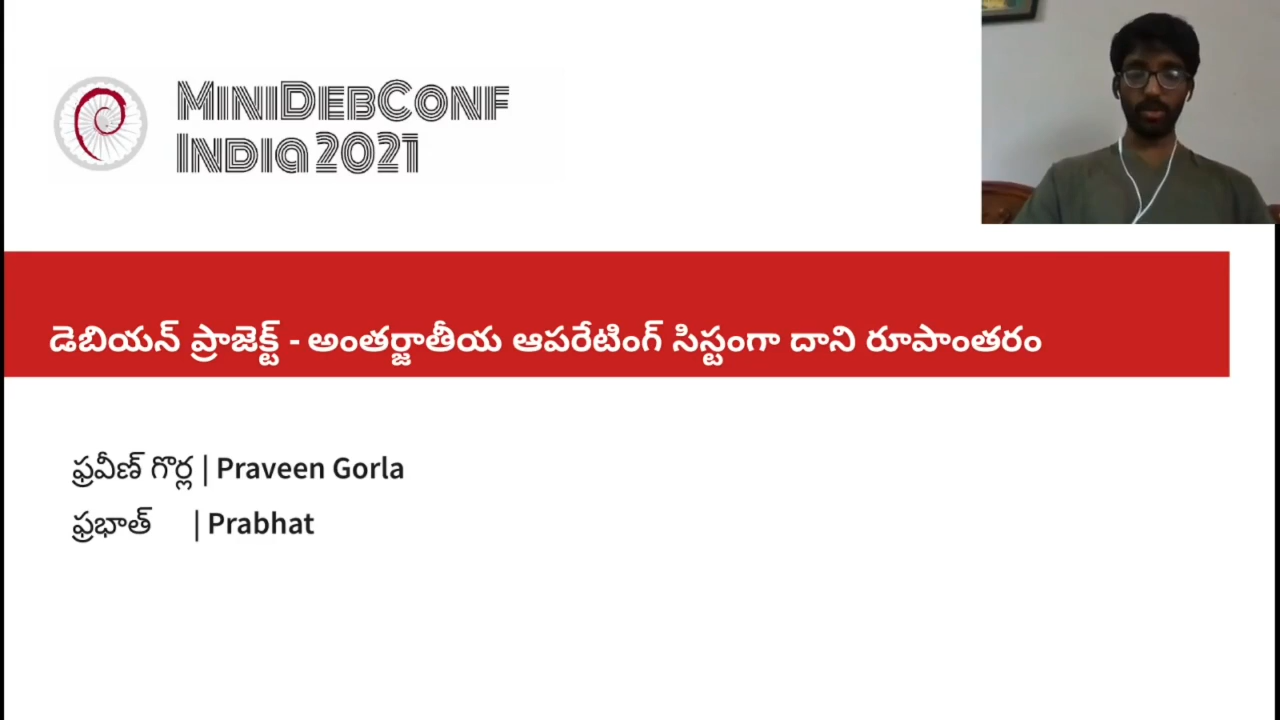 MiniDebConf
India 2021
డెబియన్ ప్రాజెక్ట్ - అంతర్జాతీయ ఆపరేటింగ్ సిస్టంగా దాని రూపాంతరం
ప్రవీణ్ గొర్ల | Praveen Gorla
ప్రభాత్ | Prabhat